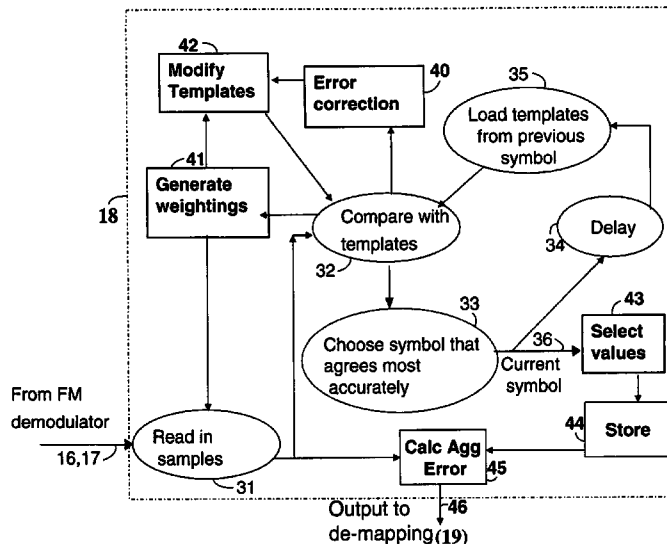 42
Modify
Templates
Error
correction
40
35
Load templates
from previous
symbol
41
Generate
weightings
18
Compare with
templates
32
Delay
34
33
Choose symbol that
agrees most
accurately
36
Current
symbol
43
Select
values
From FM
demodulator
16,17
Read in
samples
31
Calc Agg
Error
45
44
Store
46
Output to
de-mapping (19)